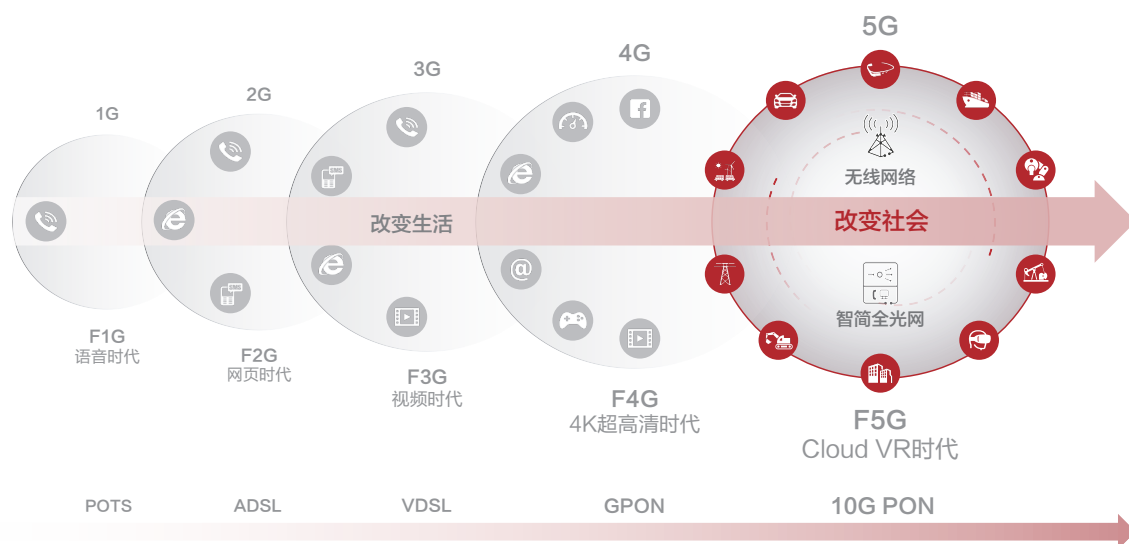 1G
2G
3G
4G
5G
无线网络
改变生活
改变社会
智简全光网
F1G
语音时代
F2G
网页时代
F3G
视频时代
F4G
4K超高清时代
F5G
Cloud VR时代
POTS
ADSL
VDSL
GPON
10G PON